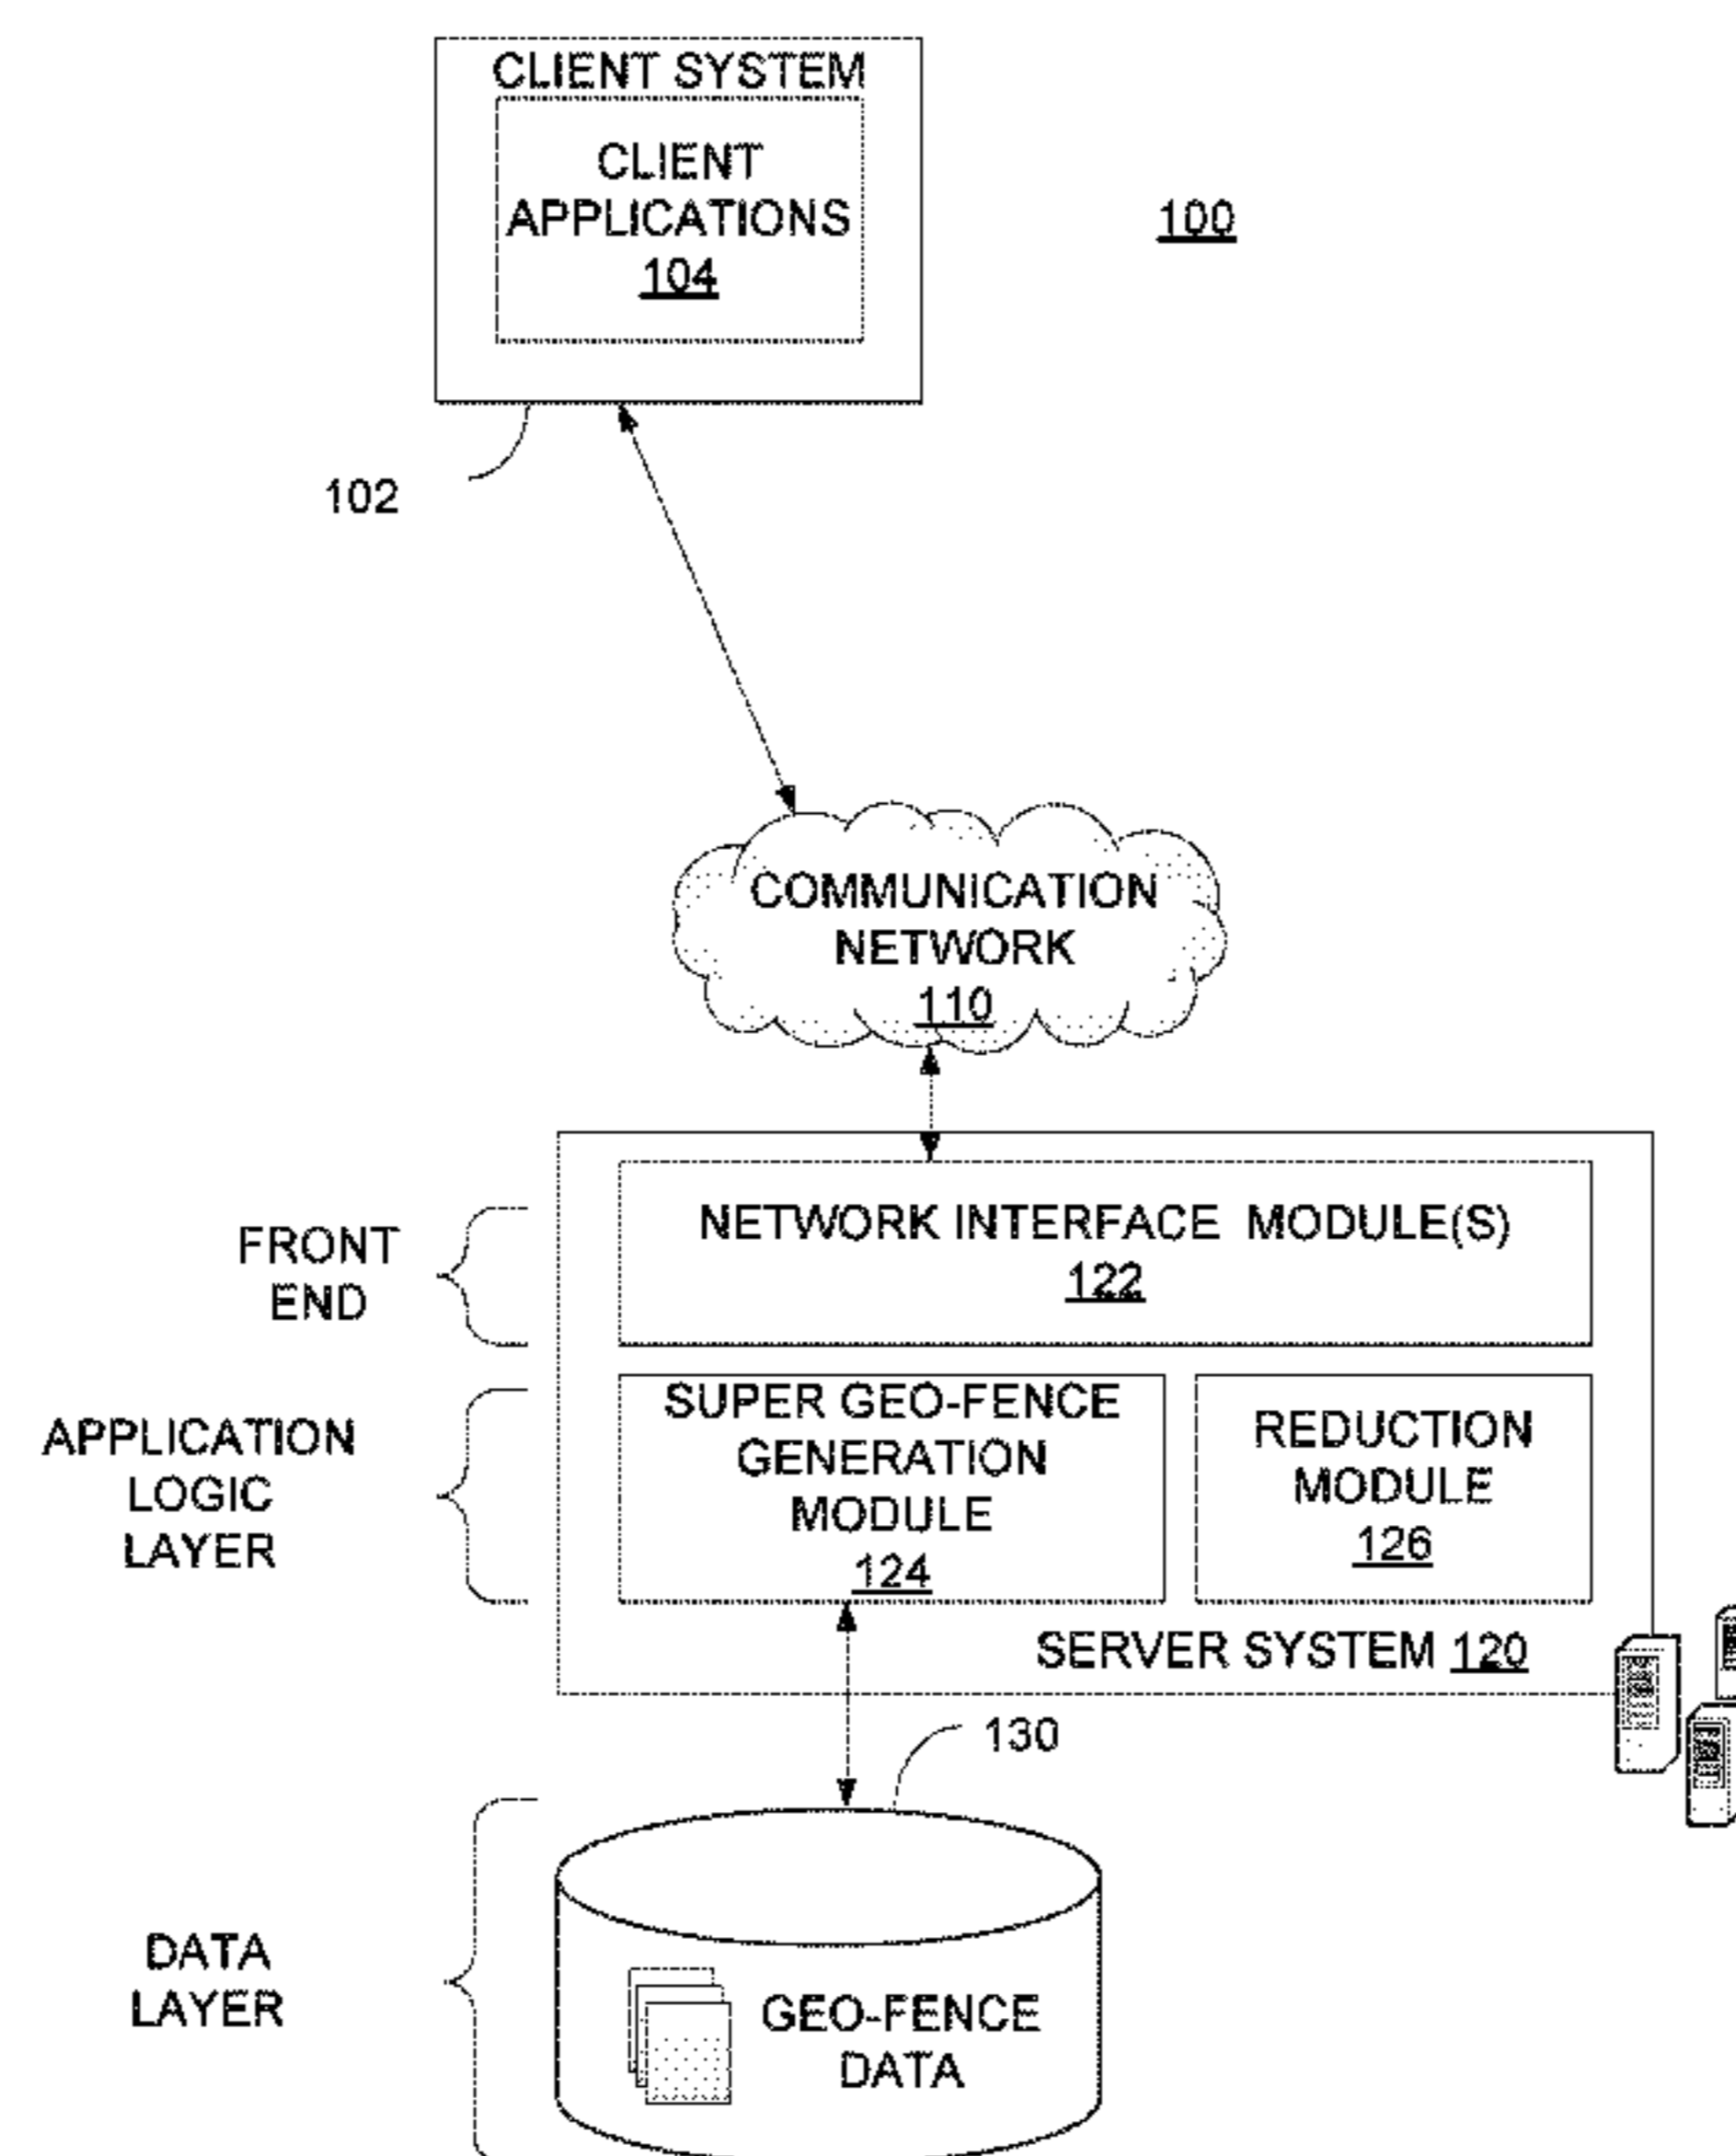 CLIENT SYSTEM
CLIENT
APPLICATIONS
104
100
102
COMMUNICATION
NETWORK
110
FRONT
END
NETWORK INTERFACE MODULE(S)
122
APPLICATION
LOGIC
LAYER
SUPER GEO-FENCE
GENERATION
MODULE
124
REDUCTION
MODULE
126
SERVER SYSTEM 120
130
DATA
LAYER
GEO-FENCE
DATA